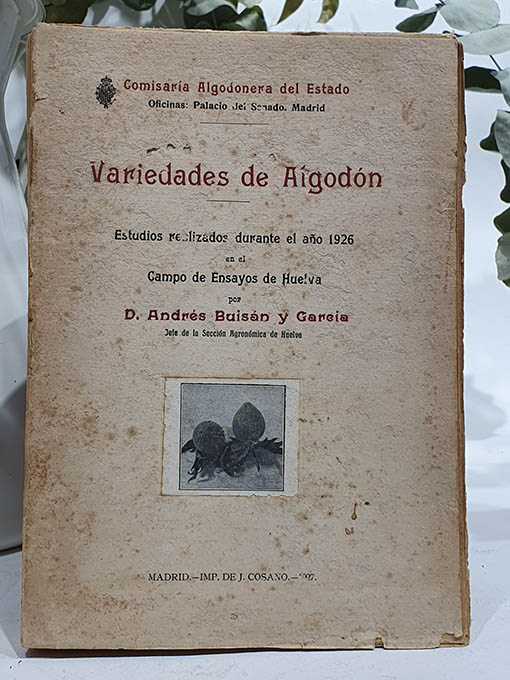 Comisaría Algodonera del Estado
Oficinas: Palacio del Senado. Madrid
Variedades de Algodón
Estudios realizados durante el año 1926
en el
Campo de Ensayos de Huelva
por
D. Andrés Buisán y García
Jefe de la Sección Agronómica de Huelva
MADRID.—IMP. DE J. COSANO.—1927.